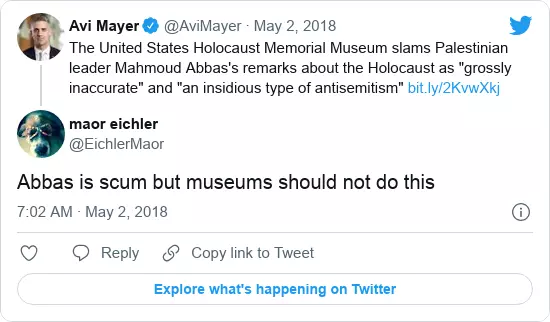 Avi Mayer @AviMayer · May 2, 2018
The United States Holocaust Memorial Museum slams Palestinian
leader Mahmoud Abbas's remarks about the Holocaust as "grossly
inaccurate" and "an insidious type of antisemitism" bit.ly/2KvwXkj
maor eichler
@EichlerMaor
Abbas is scum but museums should not do this
7:02 AM · May 2, 2018
Reply Copy link to Tweet
Explore what's happening on Twitter